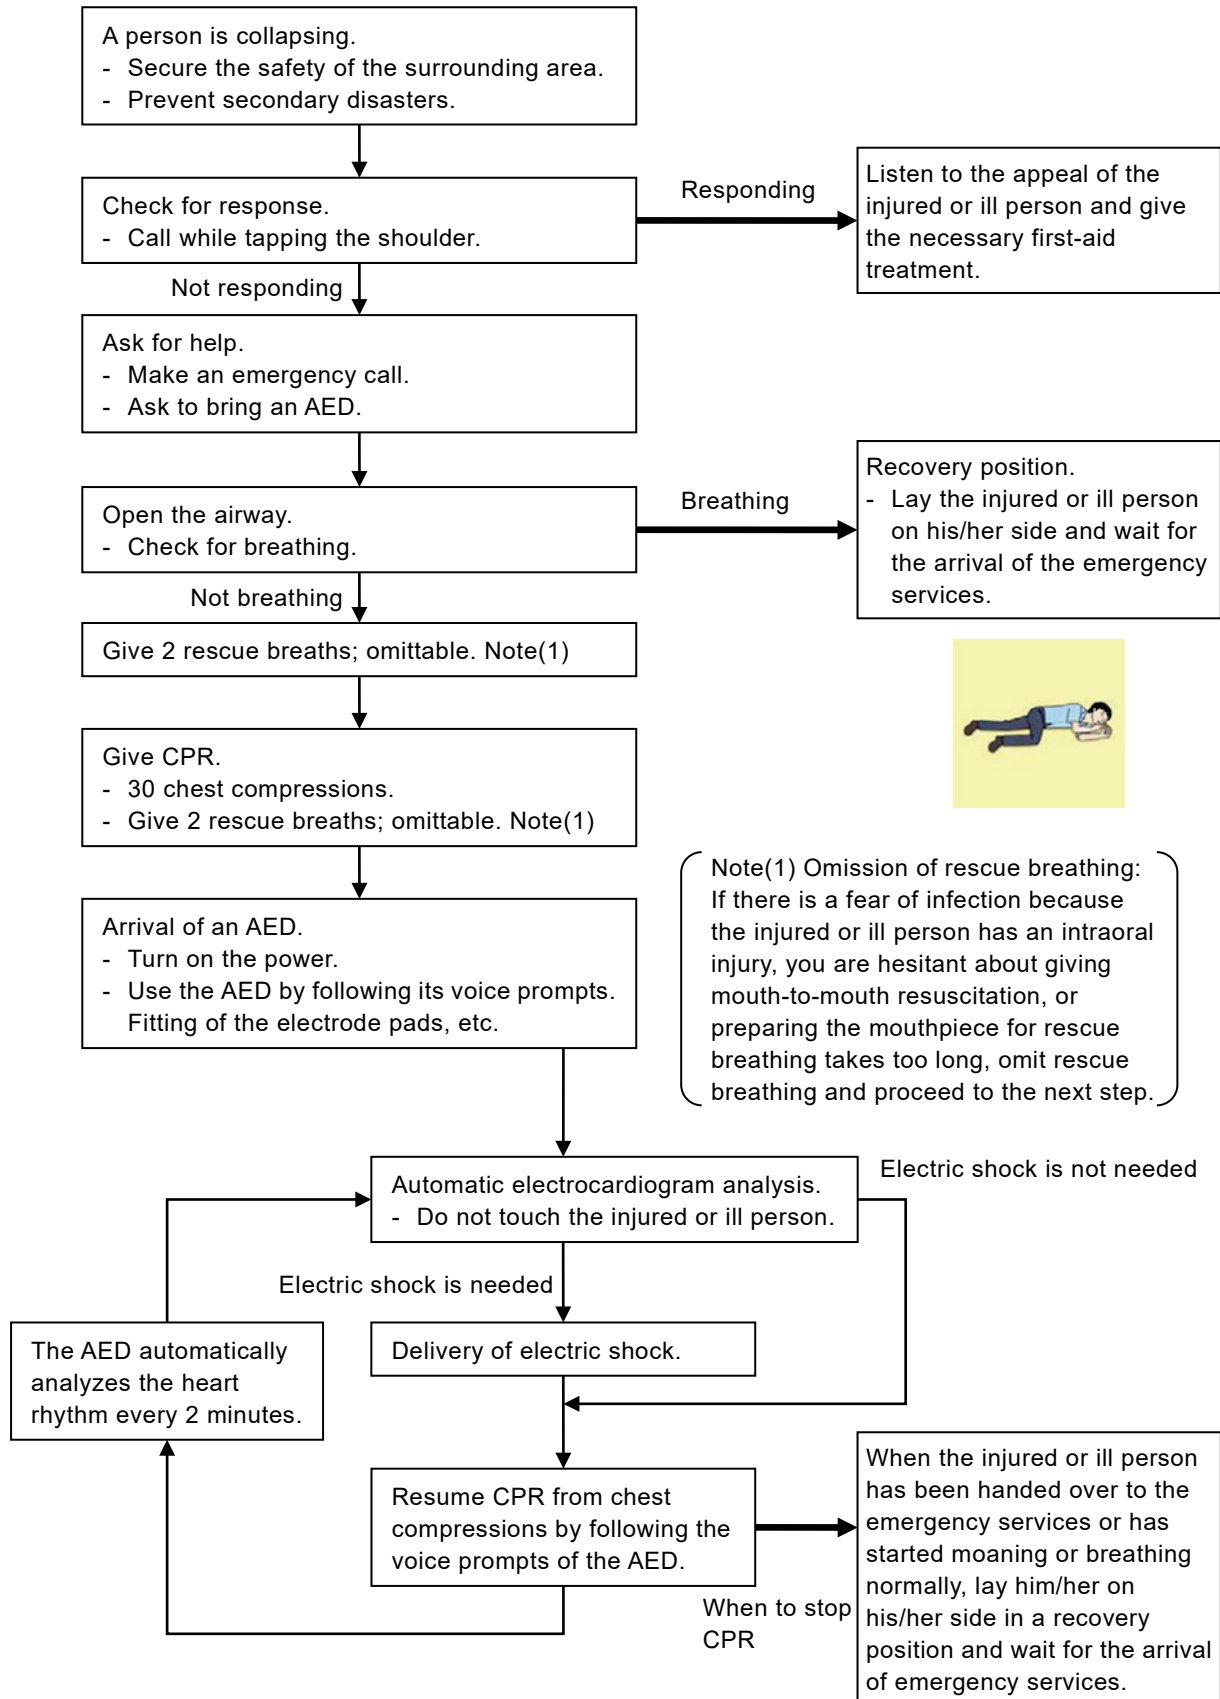 A person is collapsing.
- Secure the safety of the surrounding area.
- Prevent secondary disasters.
Check for response.
- Call while tapping the shoulder.
Responding
Listen to the appeal of the
injured or ill person and give
the necessary first-aid
treatment.
Not responding
Ask for help.
- Make an emergency call.
- Ask to bring an AED.
Open the airway.
- Check for breathing.
Breathing
Recovery position.
- Lay the injured or ill person
on his/her side and wait for
the arrival of the emergency
services.
Not breathing
Give 2 rescue breaths; omittable. Note(1)
Give CPR.
- 30 chest compressions.
- Give 2 rescue breaths; omittable. Note(1)
Note(1) Omission of rescue breathing:
If there is a fear of infection because
the injured or ill person has an intraoral
injury, you are hesitant about giving
mouth-to-mouth resuscitation, or
preparing the mouthpiece for rescue
breathing takes too long, omit rescue
breathing and proceed to the next step.
Arrival of an AED.
- Turn on the power.
- Use the AED by following its voice prompts.
Fitting of the electrode pads, etc.
Automatic electrocardiogram analysis.
- Do not touch the injured or ill person.
Electric shock is not needed
Electric shock is needed
Delivery of electric shock.
The AED automatically
analyzes the heart
rhythm every 2 minutes.
Resume CPR from chest
compressions by following the
voice prompts of the AED.
When to stop
CPR
When the injured or ill person
has been handed over to the
emergency services or has
started moaning or breathing
normally, lay him/her on
his/her side in a recovery
position and wait for the arrival
of emergency services.